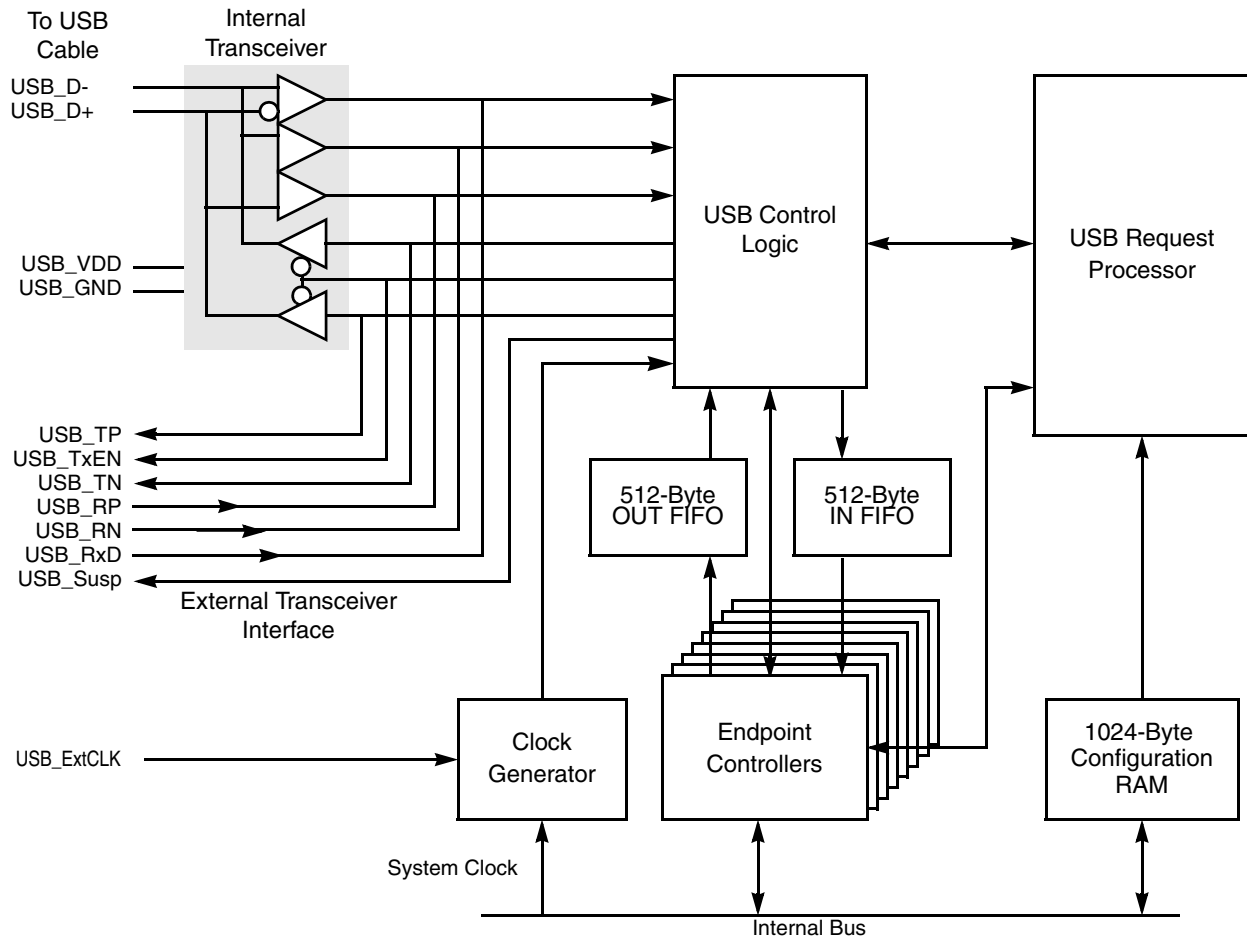 To USB
Cable
Internal
Transceiver
USB_D-
USB_D+
USB_VDD
USB_GND
USB Control
Logic
USB Request
Processor
USB_TP
USB_TxEN
USB_TN
USB_RP
USB_RN
USB_RxD
USB_Susp
External Transceiver
Interface
512-Byte
OUT FIFO
512-Byte
IN FIFO
USB_ExtCLK
Clock
Generator
Endpoint
Controllers
1024-Byte
Configuration
RAM
System Clock
Internal Bus